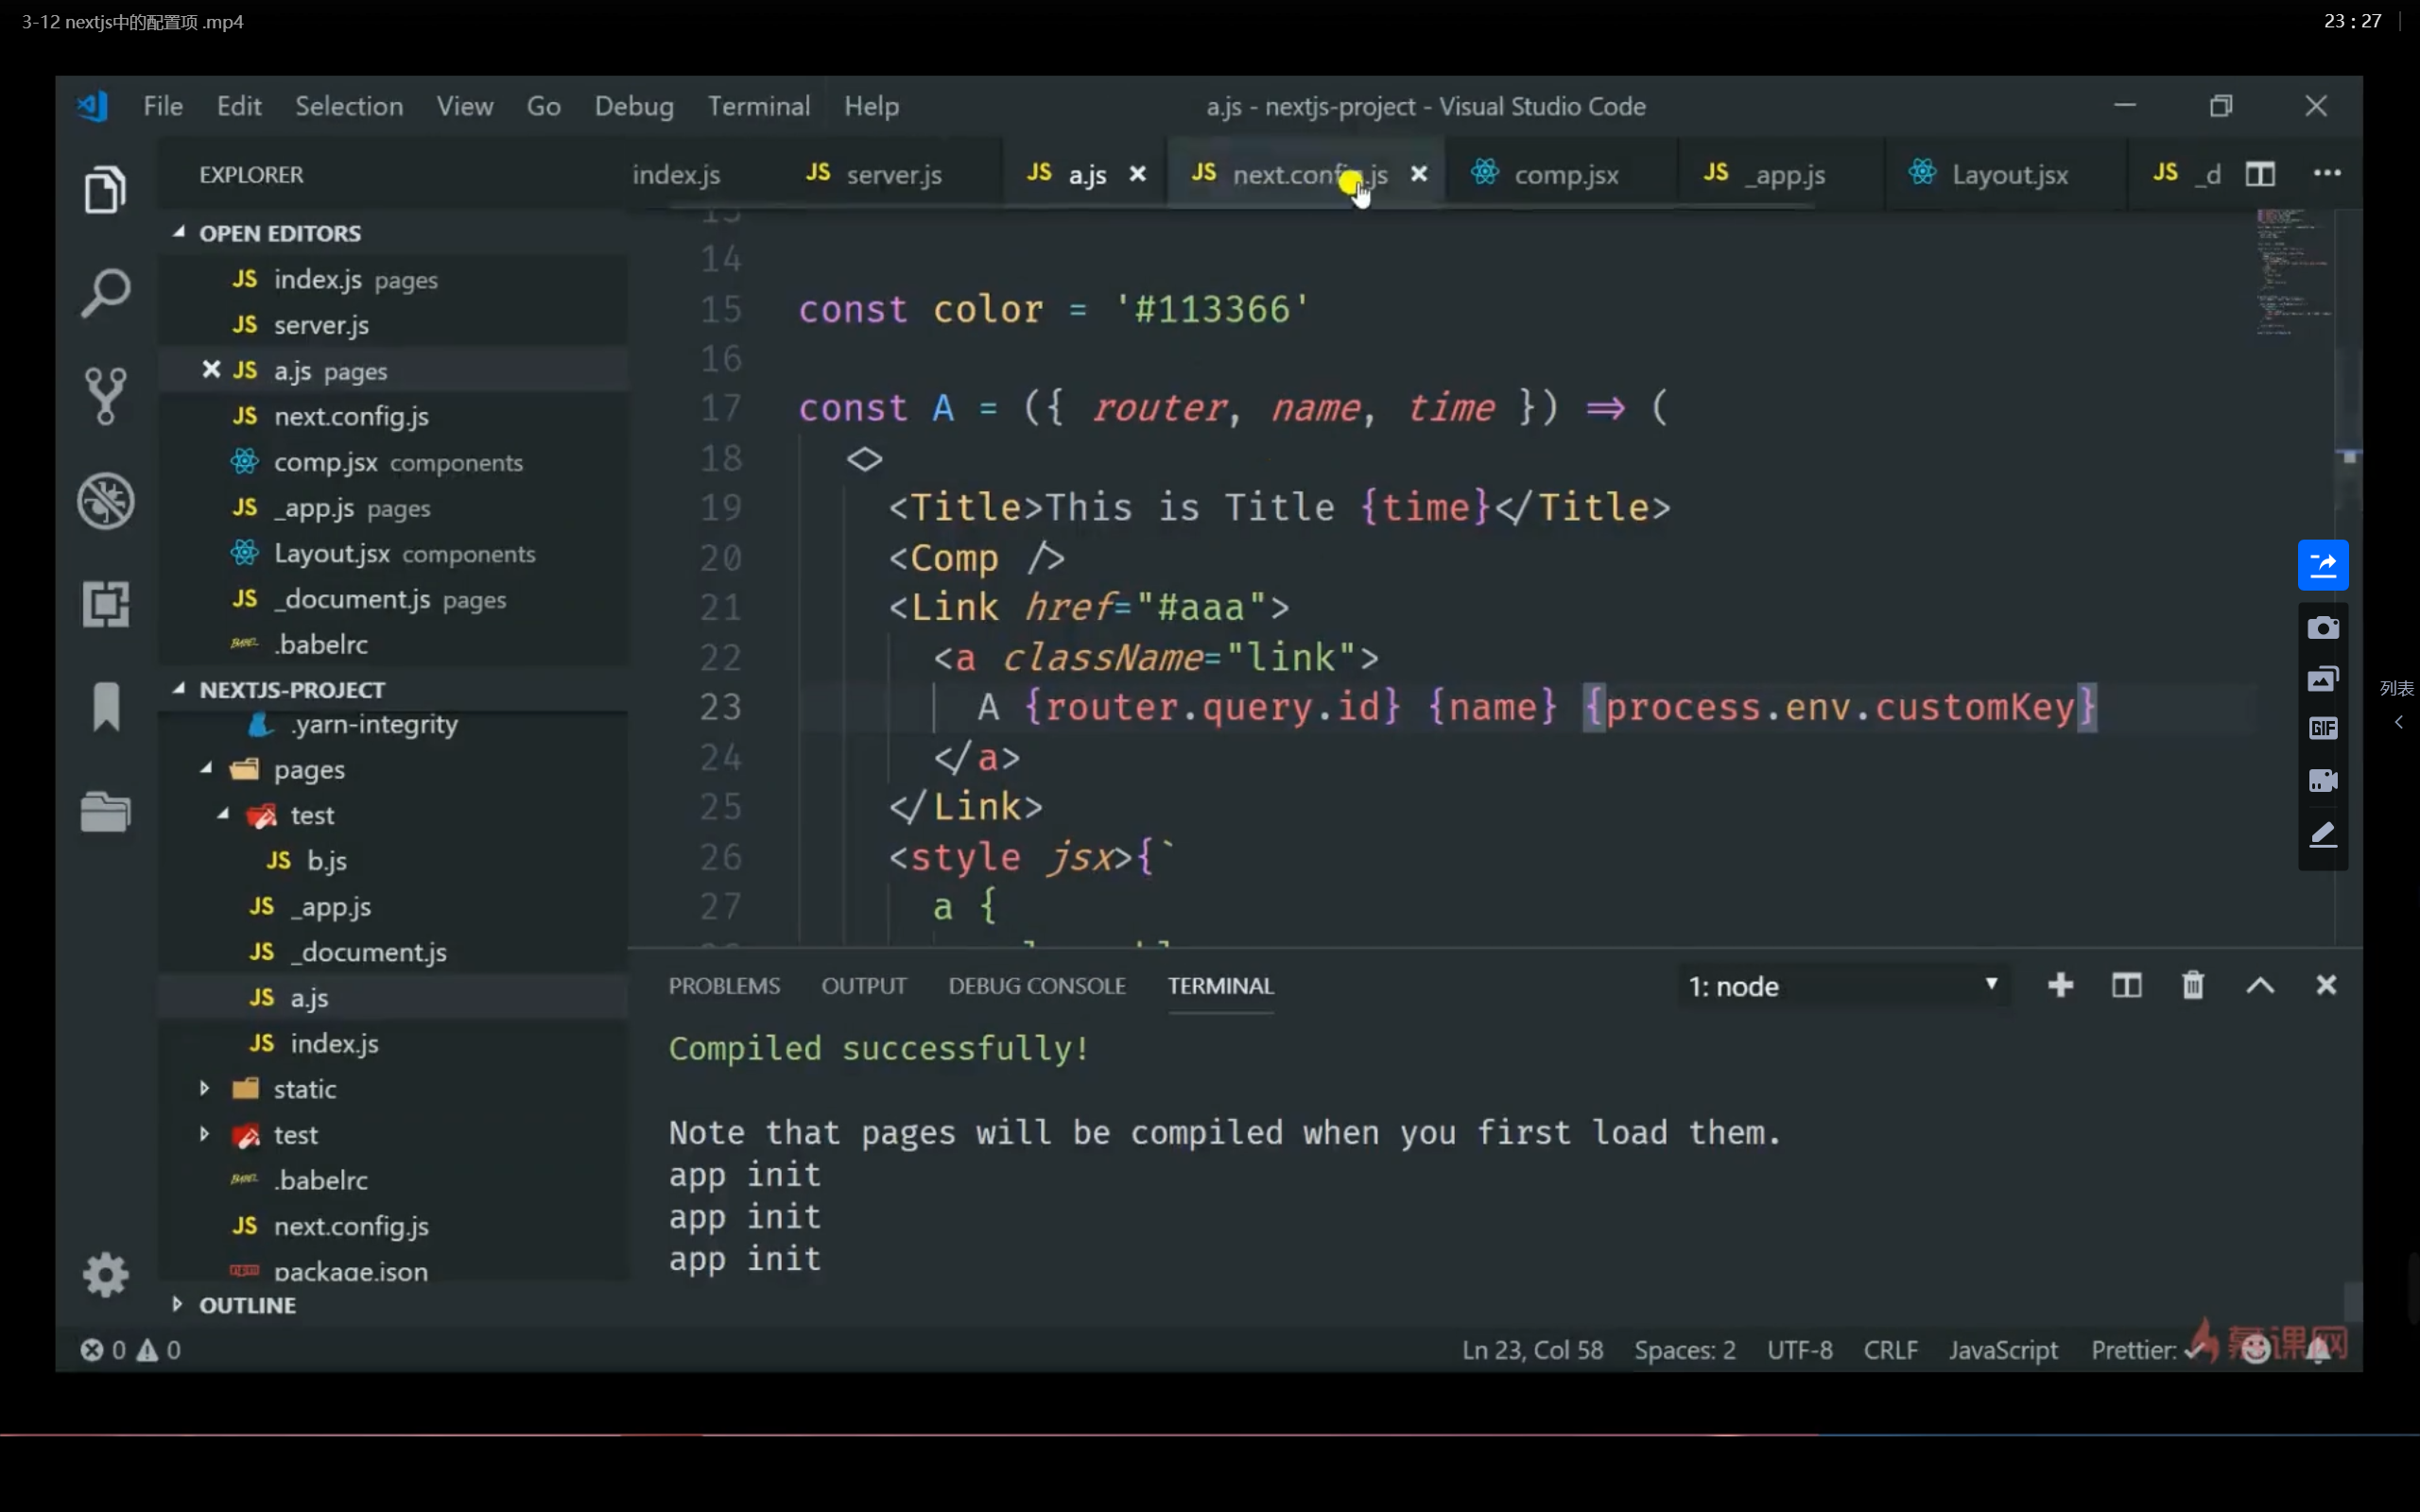 3-12 nextjs中的配置项 .mp4
23 : 27
File Edit Selection View Go Debug Terminal Help
a.js - nextjs-project - Visual Studio Code
EXPLORER
index.js
JS server.js
JS a.js
JS next.config.js
comp.jsx
JS _app.js
Layout.jsx
JS _d
OPEN EDITORS
JS index.js pages
JS server.js
JS a.js pages
JS next.config.js
comp.jsx components
JS _app.js pages
Layout.jsx components
JS _document.js pages
BABEL .babelrc
NEXTJS-PROJECT
.yarn-integrity
pages
test
JS b.js
JS _app.js
JS _document.js
JS a.js
JS index.js
static
test
BABEL .babelrc
JS next.config.js
package.json
OUTLINE
14
15 const color = '#113366'
16
17 const A = ({ router, name, time }) => (
18 <>
19 <Title>This is Title {time}</Title>
20 <Comp />
21 <Link href="#aaa">
22 <a className="link">
23 A {router.query.id} {name} {process.env.customKey}
24 </a>
25 </Link>
26 <style jsx>{`
27 a {
GIF
列表
PROBLEMS OUTPUT DEBUG CONSOLE TERMINAL
1: node
Compiled successfully!
Note that pages will be compiled when you first load them.
app init
app init
app init
0 0
Ln 23, Col 58 Spaces: 2 UTF-8 CRLF JavaScript Prettier: ✓
慕课网